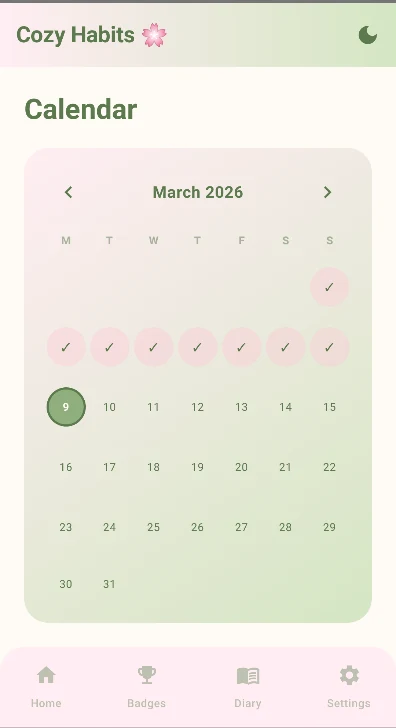 Cozy Habits 🌸
Calendar
March 2026
M T W T F S S
✓
✓ ✓ ✓ ✓ ✓ ✓ ✓
9 10 11 12 13 14 15
16 17 18 19 20 21 22
23 24 25 26 27 28 29
30 31
Home Badges Diary Settings